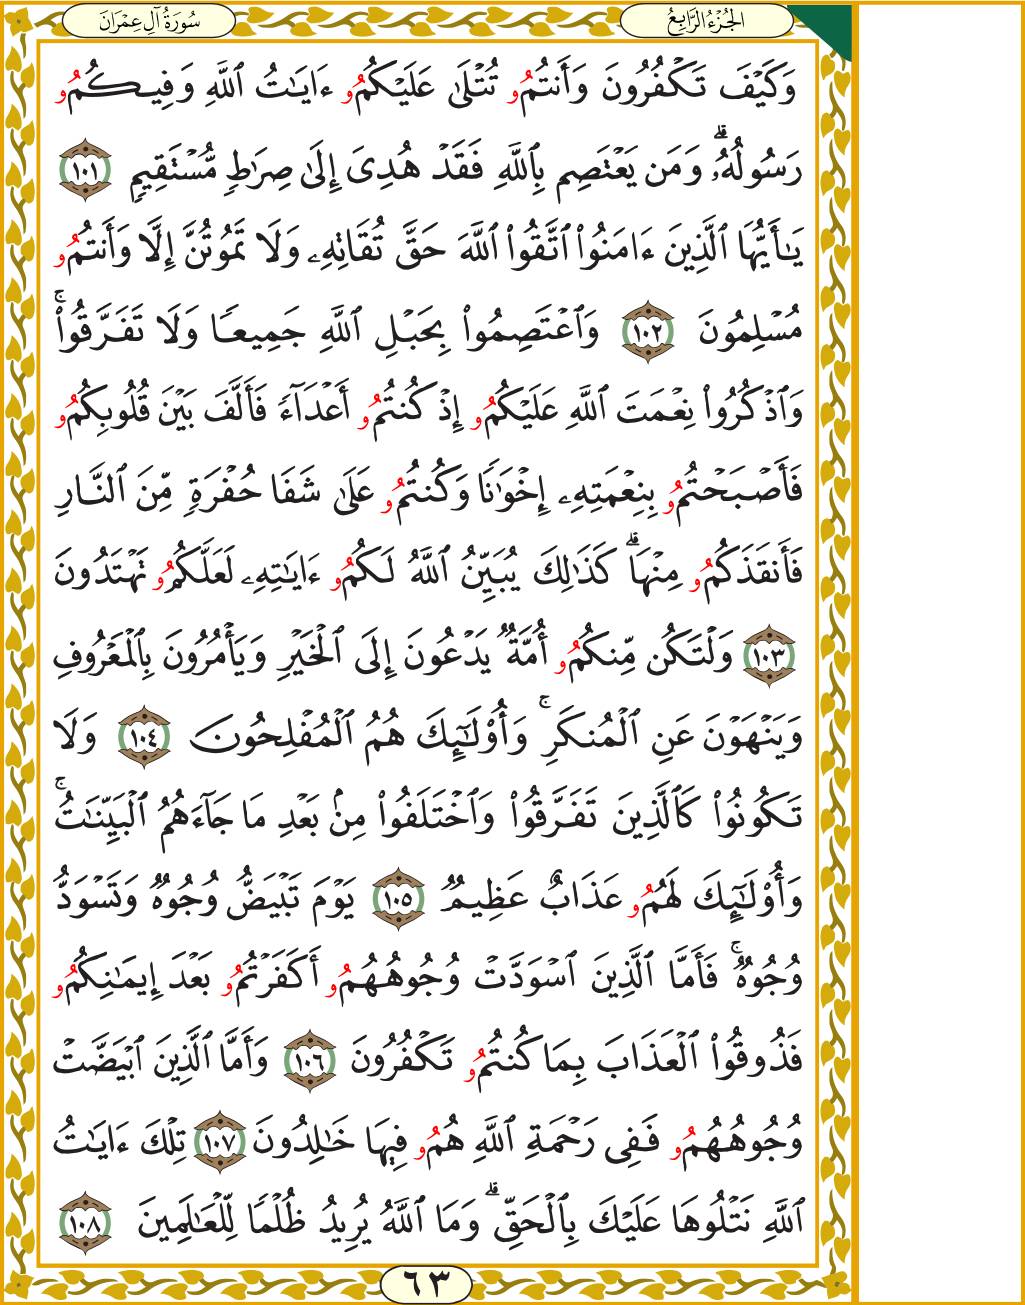 الجُزْءُ الرَّابِعُ
سُورَةُ آلِ عِمْرَانَ
وَكَيْفَ تَكْفُرُونَ وَأَنتُمُو تُتْلَىٰ عَلَيْكُمُو ءَايَٰتُ ٱللَّهِ وَفِيكُمُو
رَسُولُهُۥۗ وَمَن يَعْتَصِم بِٱللَّهِ فَقَدْ هُدِىَ إِلَىٰ صِرَٰطٍ مُّسْتَقِيمٍ ١٠١
يَٰٓأَيُّهَا ٱلَّذِينَ ءَامَنُوا۟ ٱتَّقُوا۟ ٱللَّهَ حَقَّ تُقَاتِهِۦ وَلَا تَمُوتُنَّ إِلَّا وَأَنتُمُو
مُسْلِمُونَ ١٠٢ وَٱعْتَصِمُوا۟ بِحَبْلِ ٱللَّهِ جَمِيعًا وَلَا تَفَرَّقُوا۟ۚ
وَٱذْكُرُوا۟ نِعْمَتَ ٱللَّهِ عَلَيْكُمُو إِذْ كُنتُمُو أَعْدَآءً فَأَلَّفَ بَيْنَ قُلُوبِكُمُو
فَأَصْبَحْتُمُو بِنِعْمَتِهِۦ إِخْوَٰنًا وَكُنتُمُو عَلَىٰ شَفَا حُفْرَةٍ مِّنَ ٱلنَّارِ
فَأَنقَذَكُمُو مِنْهَاۗ كَذَٰلِكَ يُبَيِّنُ ٱللَّهُ لَكُمُو ءَايَٰتِهِۦ لَعَلَّكُمُو تَهْتَدُونَ
١٠٣ وَلْتَكُن مِّنكُمُو أُمَّةٌ يَدْعُونَ إِلَى ٱلْخَيْرِ وَيَأْمُرُونَ بِٱلْمَعْرُوفِ
وَيَنْهَوْنَ عَنِ ٱلْمُنكَرِۚ وَأُو۟لَٰٓئِكَ هُمُ ٱلْمُفْلِحُونَ ١٠٤ وَلَا
تَكُونُوا۟ كَٱلَّذِينَ تَفَرَّقُوا۟ وَٱخْتَلَفُوا۟ مِنۢ بَعْدِ مَا جَآءَهُمُ ٱلْبَيِّنَٰتُۚ
وَأُو۟لَٰٓئِكَ لَهُمُو عَذَابٌ عَظِيمٌ ١٠٥ يَوْمَ تَبْيَضُّ وُجُوهٌ وَتَسْوَدُّ
وُجُوهٌۚ فَأَمَّا ٱلَّذِينَ ٱسْوَدَّتْ وُجُوهُهُمُو أَكَفَرْتُمُو بَعْدَ إِيمَٰنِكُمُو
فَذُوقُوا۟ ٱلْعَذَابَ بِمَا كُنتُمُو تَكْفُرُونَ ١٠٦ وَأَمَّا ٱلَّذِينَ ٱبْيَضَّتْ
وُجُوهُهُمُو فَفِى رَحْمَةِ ٱللَّهِ هُمُو فِيهَا خَٰلِدُونَ ١٠٧ تِلْكَ ءَايَٰتُ
ٱللَّهِ نَتْلُوهَا عَلَيْكَ بِٱلْحَقِّۗ وَمَا ٱللَّهُ يُرِيدُ ظُلْمًا لِّلْعَٰلَمِينَ ١٠٨
٦٣